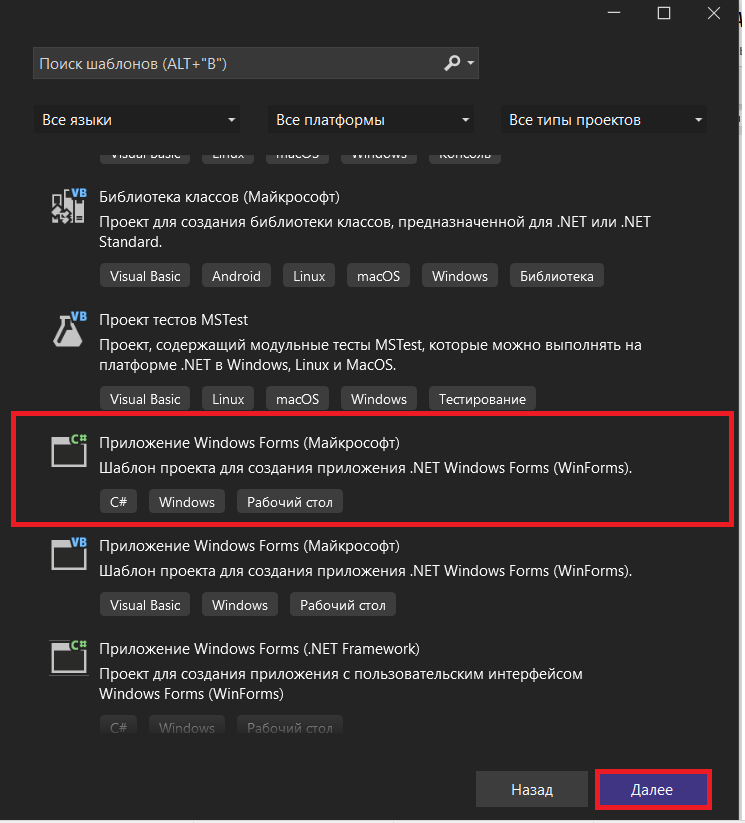 Поиск шаблонов (ALT+"B")
Все языки
Все платформы
Все типы проектов
Visual Basic
Linux
macOS
Windows
Консоль
VB
Библиотека классов (Майкрософт)
Проект для создания библиотеки классов, предназначенной для .NET или .NET
Standard.
Visual Basic
Android
Linux
macOS
Windows
Библиотека
VB
Проект тестов MSTest
Проект, содержащий модульные тесты MSTest, которые можно выполнять на
платформе .NET в Windows, Linux и MacOS.
Visual Basic
Linux
macOS
Windows
Тестирование
C#
Приложение Windows Forms (Майкрософт)
Шаблон проекта для создания приложения .NET Windows Forms (WinForms).
C#
Windows
Рабочий стол
VB
Приложение Windows Forms (Майкрософт)
Шаблон проекта для создания приложения .NET Windows Forms (WinForms).
Visual Basic
Windows
Рабочий стол
C#
Приложение Windows Forms (.NET Framework)
Проект для создания приложения с пользовательским интерфейсом
Windows Forms (WinForms)
C#
Windows
Рабочий стол
Назад
Далее